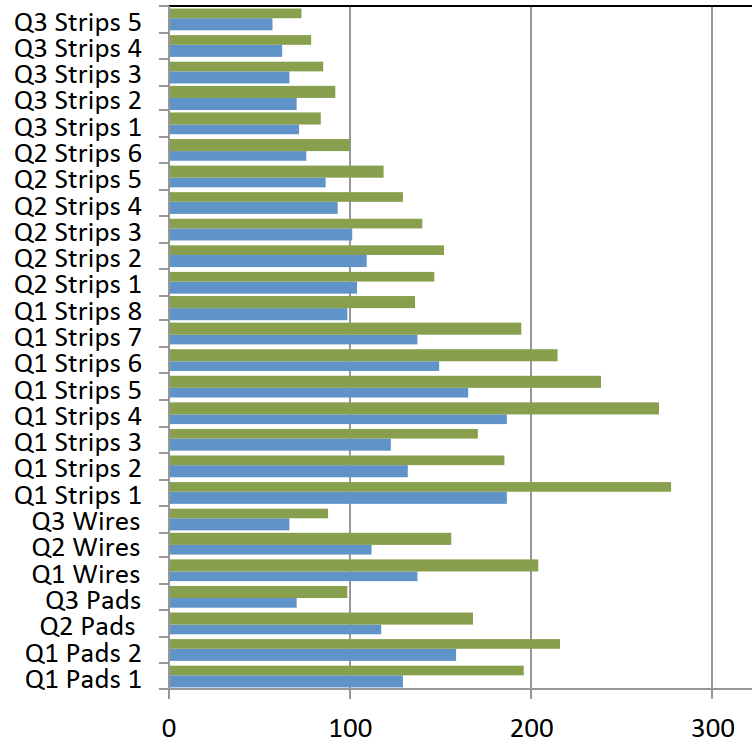 Q3 Strips 5
Q3 Strips 4
Q3 Strips 3
Q3 Strips 2
Q3 Strips 1
Q2 Strips 6
Q2 Strips 5
Q2 Strips 4
Q2 Strips 3
Q2 Strips 2
Q2 Strips 1
Q1 Strips 8
Q1 Strips 7
Q1 Strips 6
Q1 Strips 5
Q1 Strips 4
Q1 Strips 3
Q1 Strips 2
Q1 Strips 1
Q3 Wires
Q2 Wires
Q1 Wires
Q3 Pads
Q2 Pads
Q1 Pads 2
Q1 Pads 1
0 100 200 300